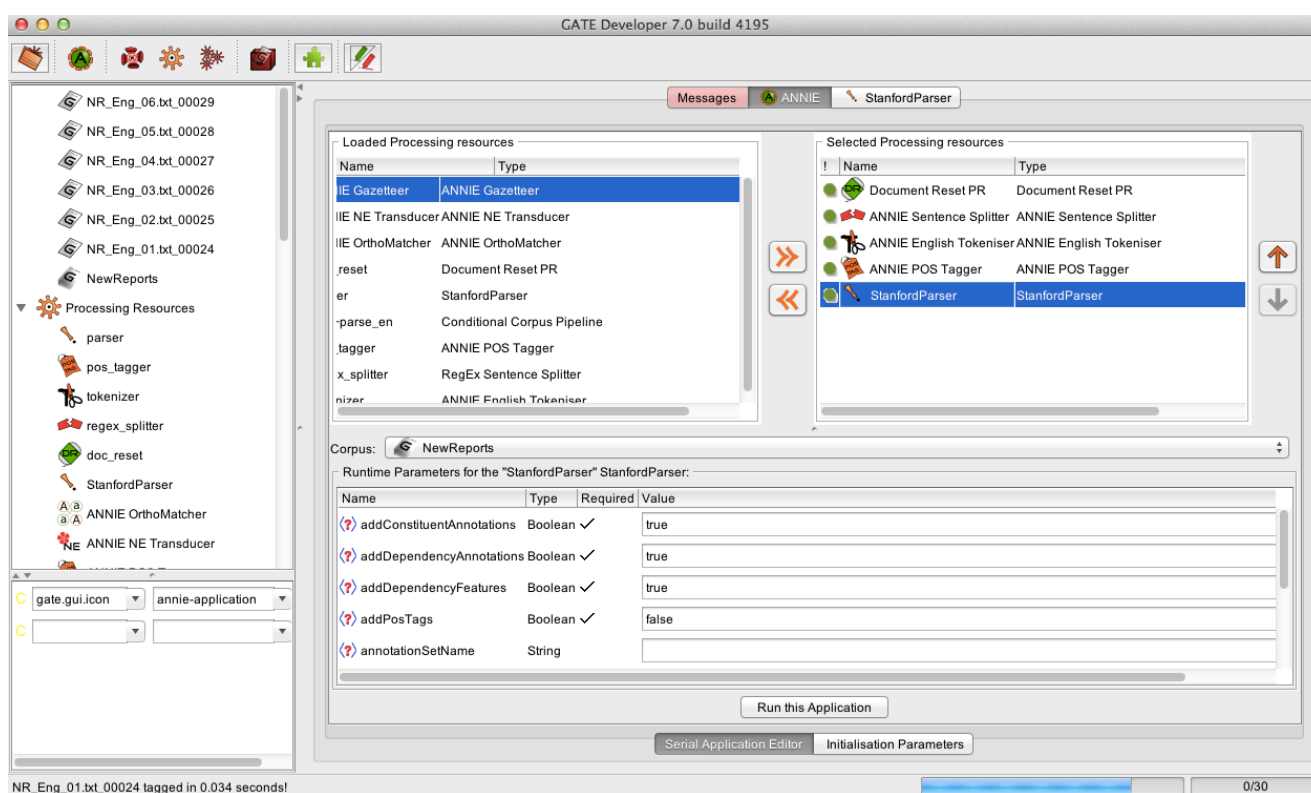 GATE Developer 7.0 build 4195
NR_Eng_06.txt_00029
NR_Eng_05.txt_00028
NR_Eng_04.txt_00027
NR_Eng_03.txt_00026
NR_Eng_02.txt_00025
NR_Eng_01.txt_00024
NewReports
Processing Resources
parser
pos_tagger
tokenizer
regex_splitter
doc_reset
StanfordParser
ANNIE OrthoMatcher
ANNIE NE Transducer
C gate.gui.icon annie-application
C
Messages ANNIE StanfordParser
Loaded Processing resources
Name Type
IE Gazetteer ANNIE Gazetteer
IIE NE Transducer ANNIE NE Transducer
IIE OrthoMatcher ANNIE OrthoMatcher
_reset Document Reset PR
er StanfordParser
-parse_en Conditional Corpus Pipeline
_tagger ANNIE POS Tagger
x_splitter RegEx Sentence Splitter
nizer ANNIE English Tokeniser
Selected Processing resources
! Name Type
Document Reset PR Document Reset PR
ANNIE Sentence Splitter ANNIE Sentence Splitter
ANNIE English Tokeniser ANNIE English Tokeniser
ANNIE POS Tagger ANNIE POS Tagger
StanfordParser StanfordParser
Corpus: NewReports
Runtime Parameters for the "StanfordParser" StanfordParser:
Name Type Required Value
addConstituentAnnotations Boolean ✓ true
addDependencyAnnotations Boolean ✓ true
addDependencyFeatures Boolean ✓ true
addPosTags Boolean ✓ false
annotationSetName String
Run this Application
Serial Application Editor Initialisation Parameters
NR_Eng_01.txt_00024 tagged in 0.034 seconds! 0/30